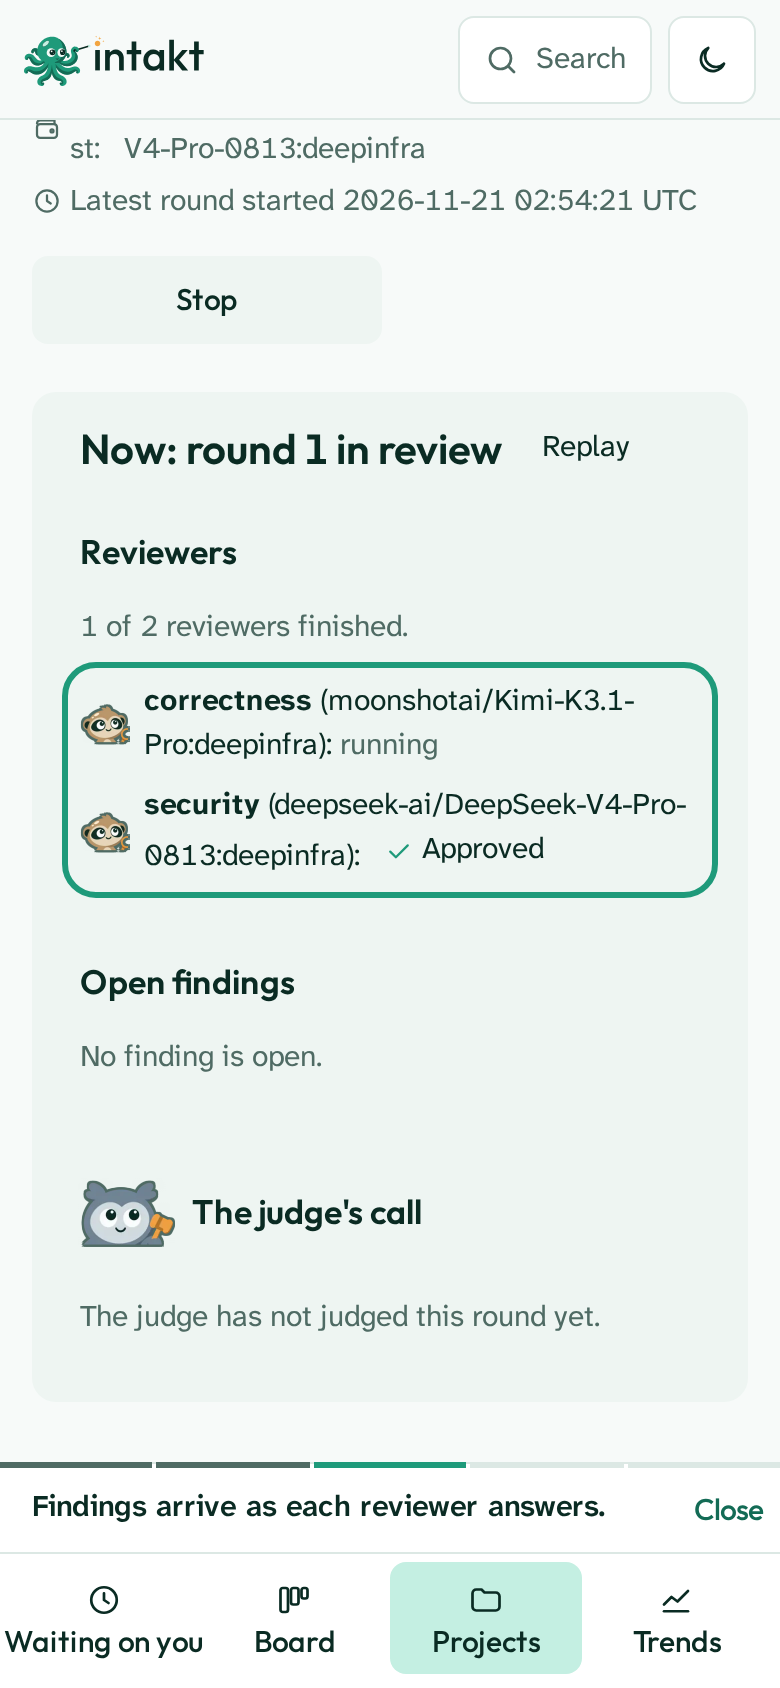 intakt
Search
st: V4-Pro-0813:deepinfra
Latest round started 2026-11-21 02:54:21 UTC
Stop
Now: round 1 in review
Replay
Reviewers
1 of 2 reviewers finished.
correctness (moonshotai/Kimi-K3.1-
Pro:deepinfra): running
security (deepseek-ai/DeepSeek-V4-Pro-
0813:deepinfra): Approved
Open findings
No finding is open.
The judge's call
The judge has not judged this round yet.
Findings arrive as each reviewer answers.
Close
Waiting on you
Board
Projects
Trends